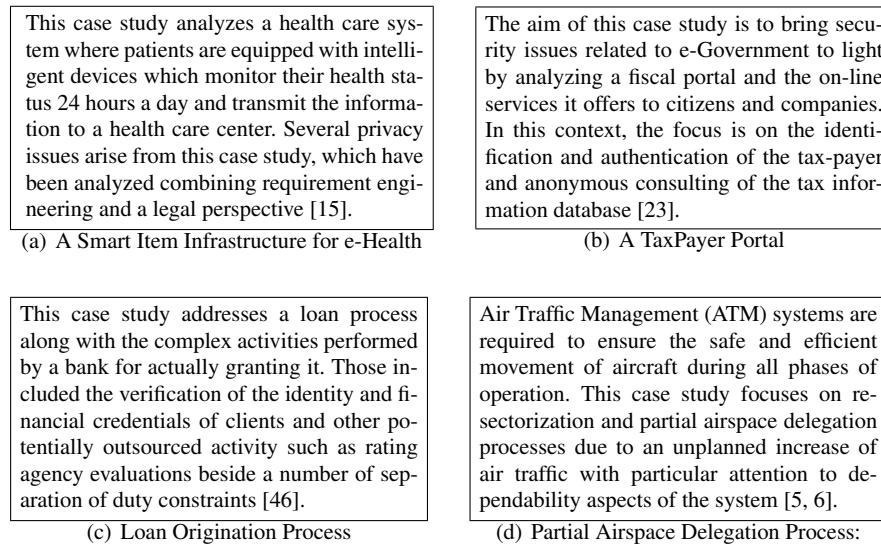 This case study analyzes a health care sys-
tem where patients are equipped with intelli-
gent devices which monitor their health sta-
tus 24 hours a day and transmit the informa-
tion to a health care center. Several privacy
issues arise from this case study, which have
been analyzed combining requirement engi-
neering and a legal perspective [15].
(a) A Smart Item Infrastructure for e-Health
The aim of this case study is to bring secu-
rity issues related to e-Government to light
by analyzing a fiscal portal and the on-line
services it offers to citizens and companies.
In this context, the focus is on the identi-
fication and authentication of the tax-payer
and anonymous consulting of the tax infor-
mation database [23].
(b) A TaxPayer Portal
This case study addresses a loan process
along with the complex activities performed
by a bank for actually granting it. Those in-
cluded the verification of the identity and fi-
nancial credentials of clients and other po-
tentially outsourced activity such as rating
agency evaluations beside a number of sep-
aration of duty constraints [46].
(c) Loan Origination Process
Air Traffic Management (ATM) systems are
required to ensure the safe and efficient
movement of aircraft during all phases of
operation. This case study focuses on re-
sectorization and partial airspace delegation
processes due to an unplanned increase of
air traffic with particular attention to de-
pendability aspects of the system [5, 6].
(d) Partial Airspace Delegation Process: